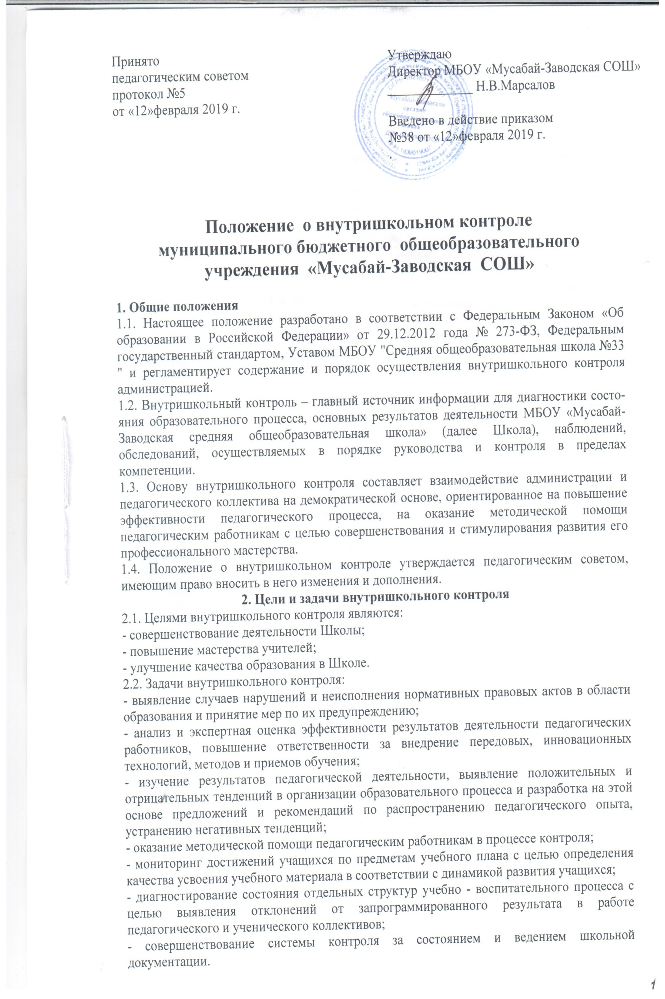 Принято
педагогическим советом
протокол №5
от «12»февраля 2019 г.
Утверждаю
Директор МБОУ «Мусабай-Заводская СОШ»
______________ Н.В.Марсалов
Введено в действие приказом
№38 от «12»февраля 2019 г.
.
Положение о внутришкольном контроле
муниципального бюджетного общеобразовательного
учреждения «Мусабай-Заводская СОШ»
1. Общие положения
1.1. Настоящее положение разработано в соответствии с Федеральным Законом «Об
образовании в Российской Федерации» от 29.12.2012 года № 273-ФЗ, Федеральным
государственный стандартом, Уставом МБОУ "Средняя общеобразовательная школа №33
" и регламентирует содержание и порядок осуществления внутришкольного контроля
администрацией.
1.2. Внутришкольный контроль – главный источник информации для диагностики состо-
яния образовательного процесса, основных результатов деятельности МБОУ «Мусабай-
Заводская средняя общеобразовательная школа» (далее Школа), наблюдений,
обследований, осуществляемых в порядке руководства и контроля в пределах
компетенции.
1.3. Основу внутришкольного контроля составляет взаимодействие администрации и
педагогического коллектива на демократической основе, ориентированное на повышение
эффективности педагогического процесса, на оказание методической помощи
педагогическим работникам с целью совершенствования и стимулирования развития его
профессионального мастерства.
1.4. Положение о внутришкольном контроле утверждается педагогическим советом,
имеющим право вносить в него изменения и дополнения.
2. Цели и задачи внутришкольного контроля
2.1. Целями внутришкольного контроля являются:
- совершенствование деятельности Школы;
- повышение мастерства учителей;
- улучшение качества образования в Школе.
2.2. Задачи внутришкольного контроля:
- выявление случаев нарушений и неисполнения нормативных правовых актов в области
образования и принятие мер по их предупреждению;
- анализ и экспертная оценка эффективности результатов деятельности педагогических
работников, повышение ответственности за внедрение передовых, инновационных
технологий, методов и приемов обучения;
- изучение результатов педагогической деятельности, выявление положительных и
отрицательных тенденций в организации образовательного процесса и разработка на этой
основе предложений и рекомендаций по распространению педагогического опыта,
устранению негативных тенденций;
- оказание методической помощи педагогическим работникам в процессе контроля;
- мониторинг достижений учащихся по предметам учебного плана с целью определения
качества усвоения учебного материала в соответствии с динамикой развития учащихся;
- диагностирование состояния отдельных структур учебно - воспитательного процесса с
целью выявления отклонений от запрограммированного результата в работе
педагогического и ученического коллективов;
- совершенствование системы контроля за состоянием и ведением школьной
документации.
1